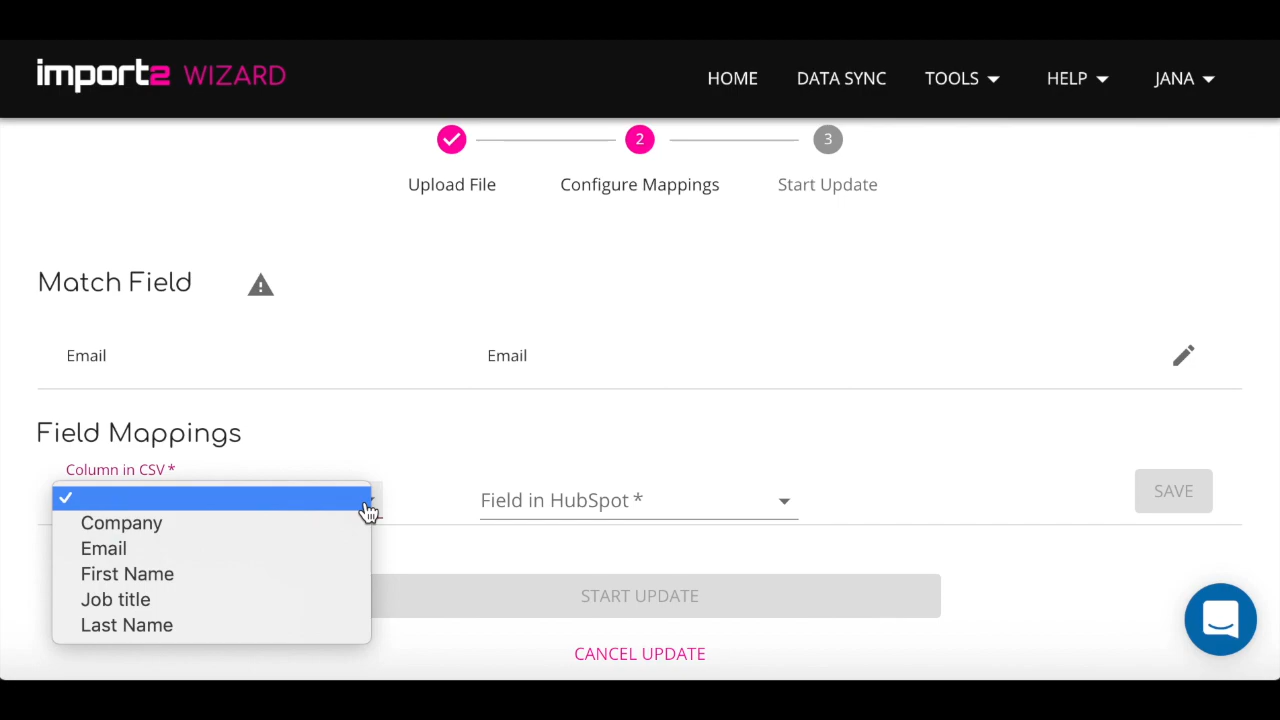 import2 WIZARD
HOME DATA SYNC TOOLS HELP JANA
2 3
Upload File Configure Mappings Start Update
Match Field
Email Email
Field Mappings
Column in CSV *
Field in HubSpot * SAVE
Company
Email
First Name
Job title
Last Name
START UPDATE
CANCEL UPDATE